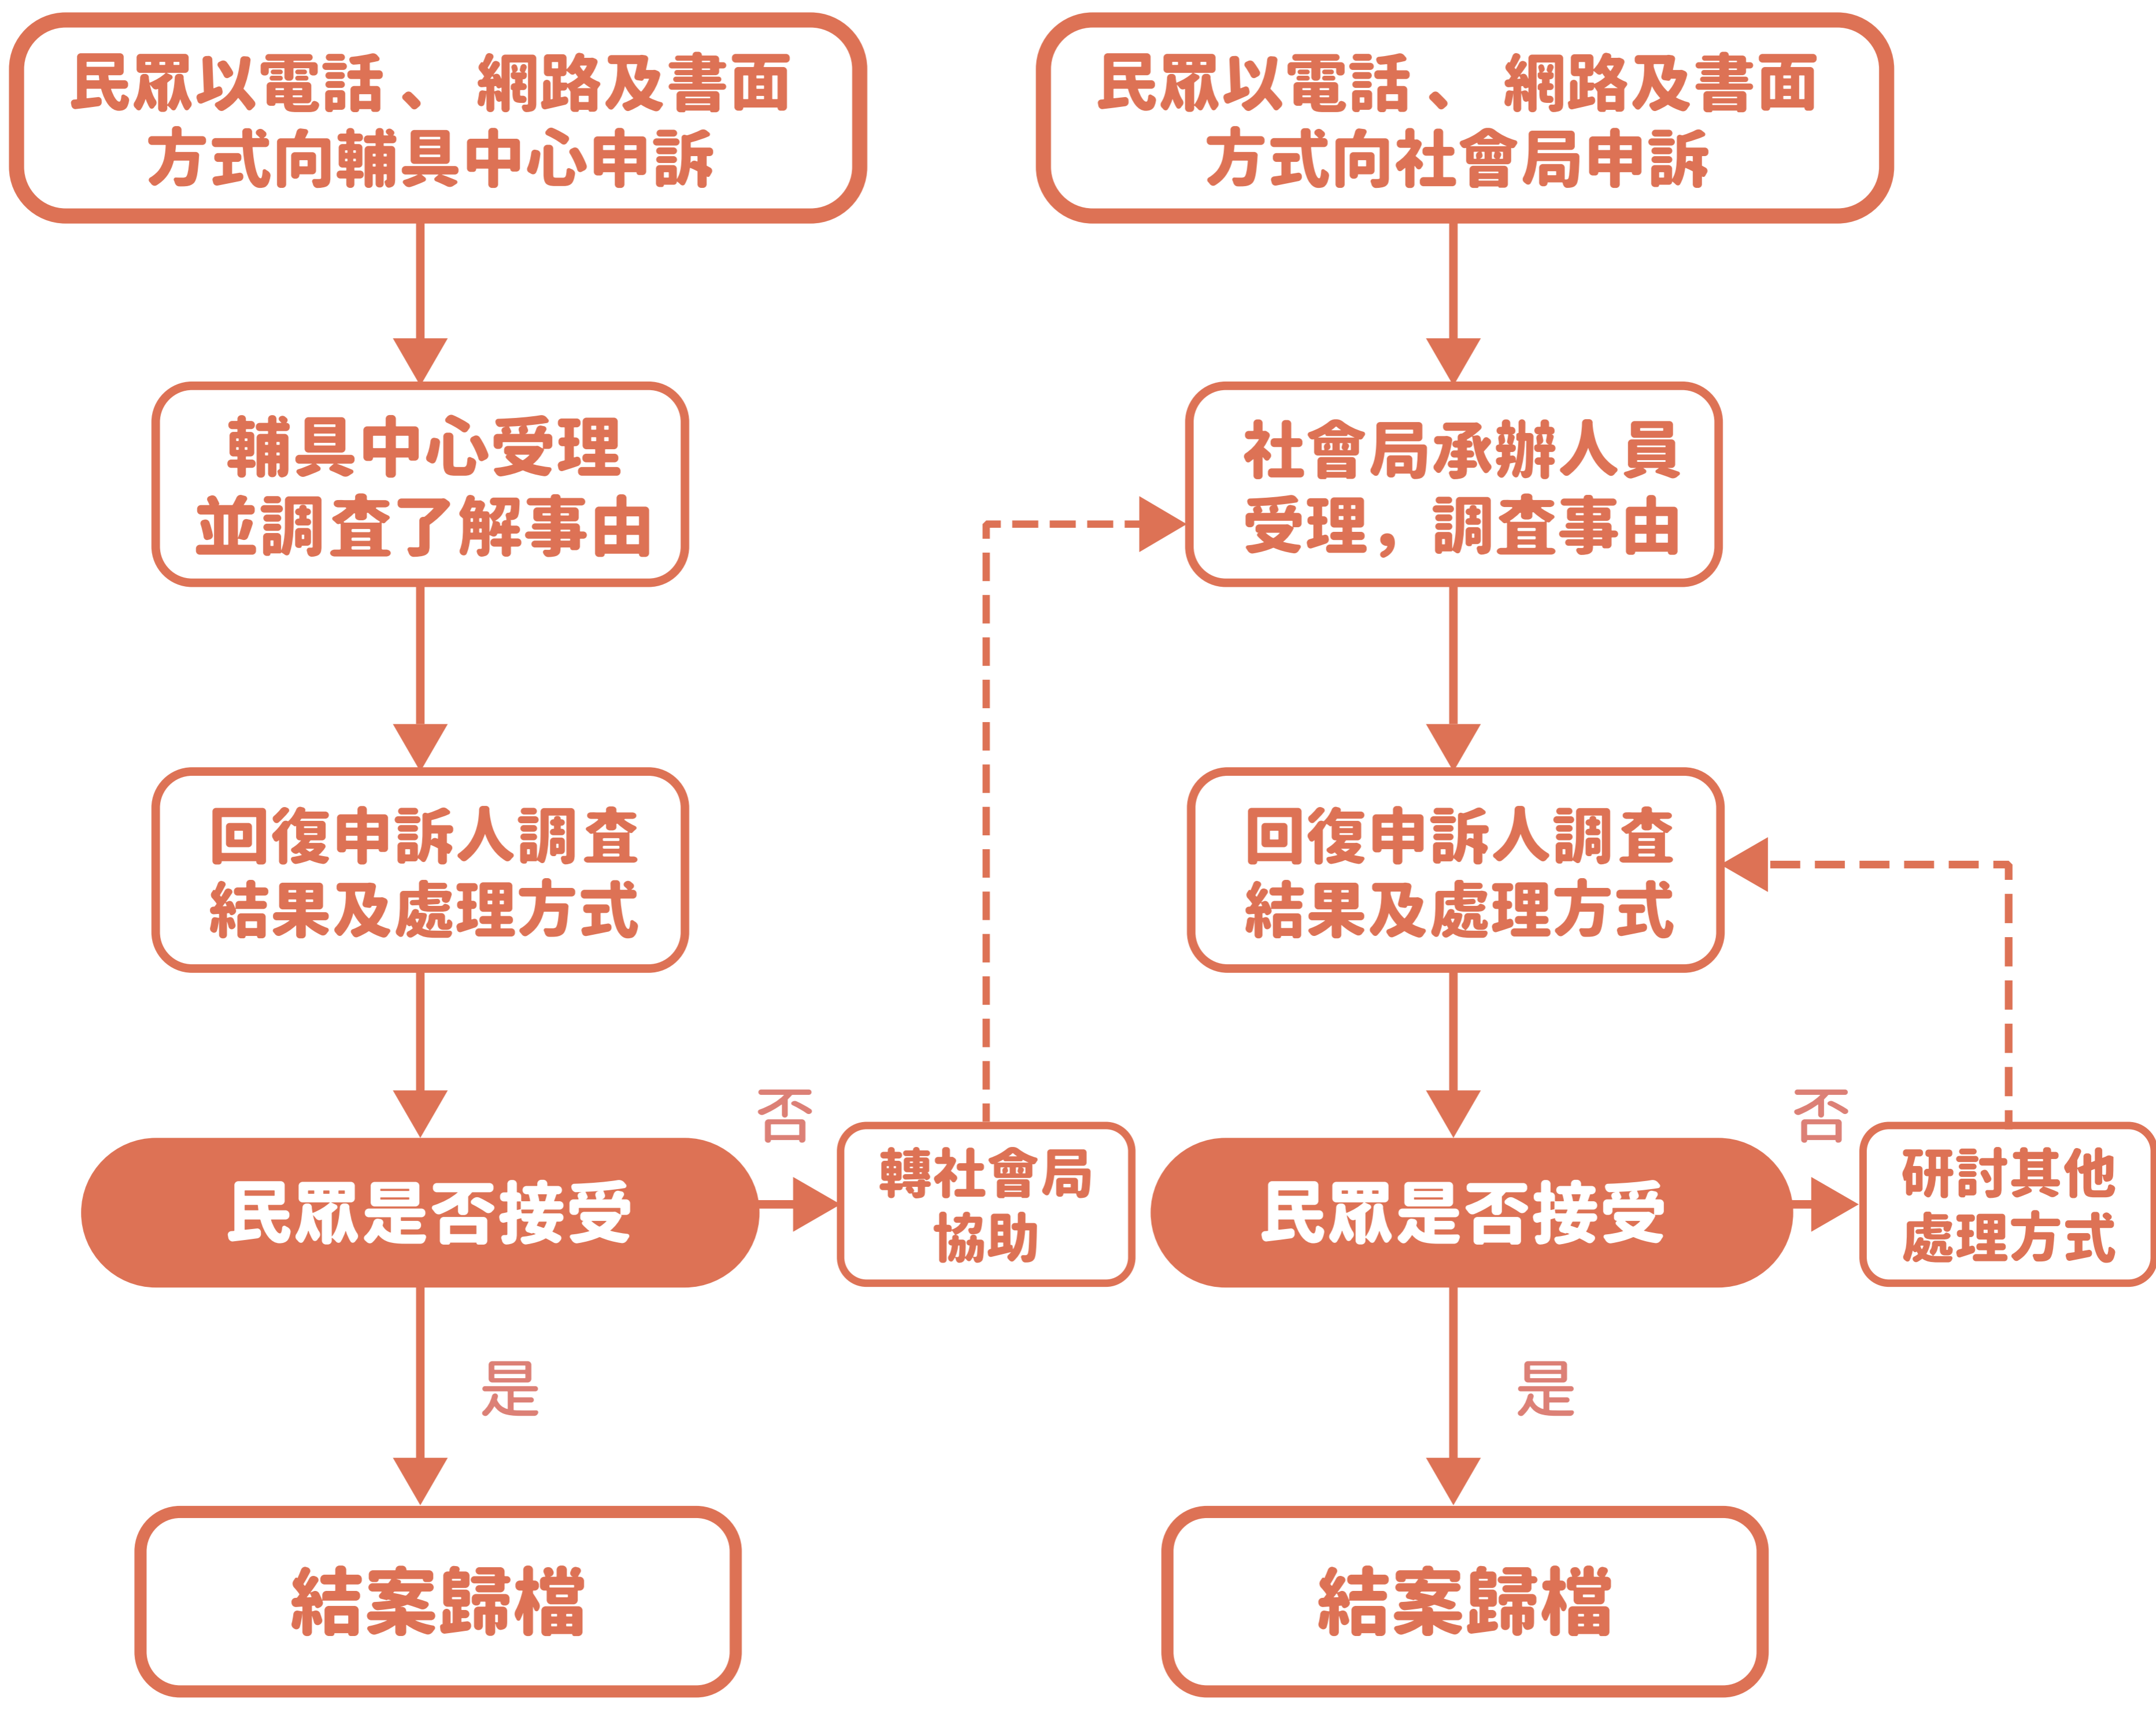 民眾以電話、網路及書面
方式向輔具中心申訴
輔具中心受理
並調查了解事由
回復申訴人調查
結果及處理方式
民眾是否接受
否
轉社會局
協助
是
結案歸檔
民眾以電話、網路及書面
方式向社會局申訴
社會局承辦人員
受理，調查事由
回復申訴人調查
結果及處理方式
民眾是否接受
否
研討其他
處理方式
是
結案歸檔